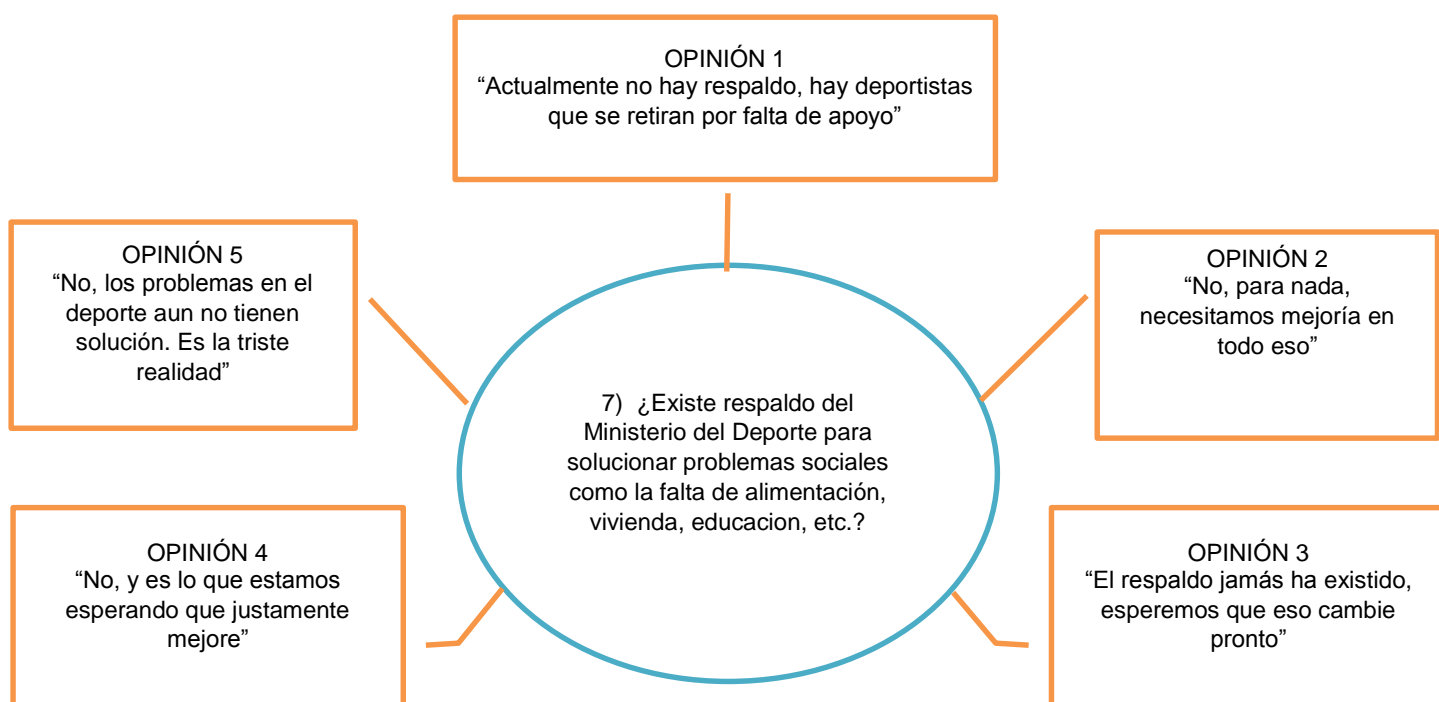 OPINIÓN 1
“Actualmente no hay respaldo, hay deportistas
que se retiran por falta de apoyo”
OPINIÓN 5
“No, los problemas en el
deporte aun no tienen
solución. Es la triste
realidad”
OPINIÓN 2
“No, para nada,
necesitamos mejoría en
todo eso”
7) ¿Existe respaldo del
Ministerio del Deporte para
solucionar problemas sociales
como la falta de alimentación,
vivienda, educacion, etc.?
OPINIÓN 4
“No, y es lo que estamos
esperando que justamente
mejore”
OPINIÓN 3
“El respaldo jamás ha existido,
esperemos que eso cambie
pronto”